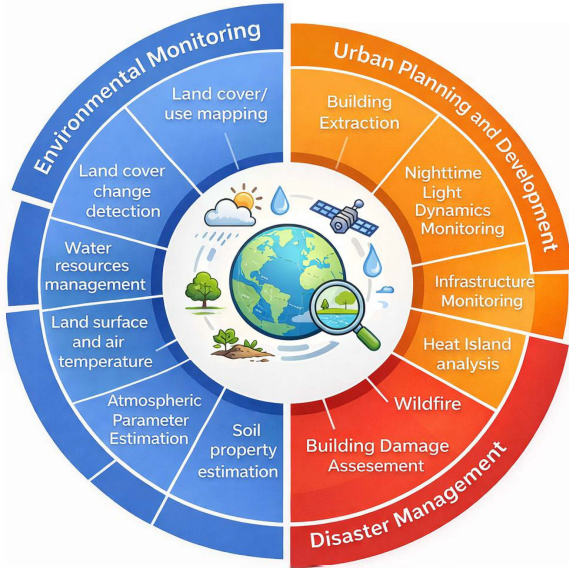 Environmental Monitoring
Land cover/
use mapping
Land cover
change
detection
Water
resources
management
Land surface
and air
temperature
Atmospheric
Parameter
Estimation
Soil
property
estimation
Urban Planning and Development
Building
Extraction
Nighttime
Light
Dynamics
Monitoring
Infrastructure
Monitoring
Heat Island
analysis
Wildfire
Building Damage
Assesement
Disaster Management